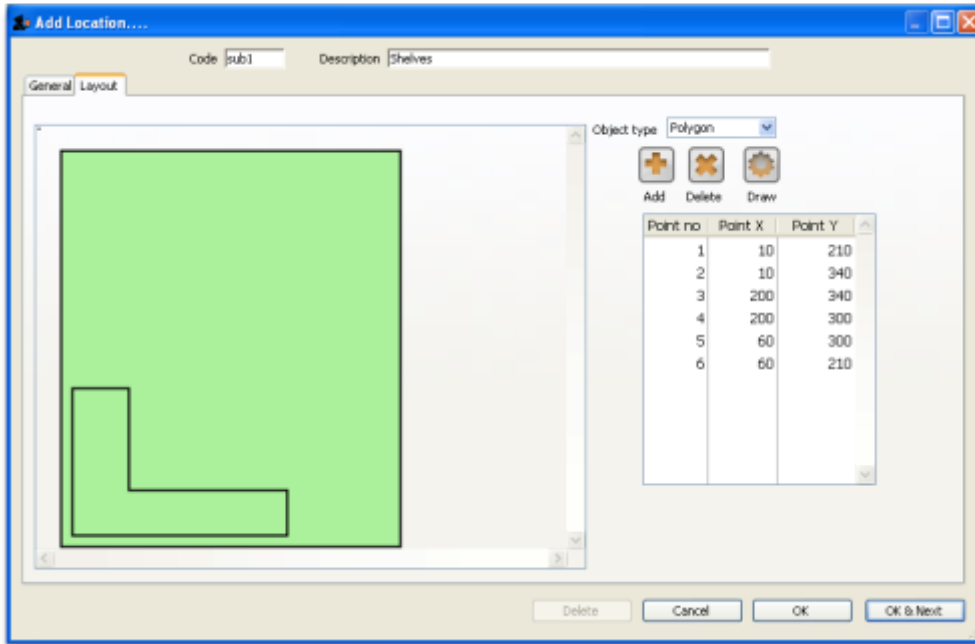 Add Location....
Code sub1 Description Shelves
General Layout
Object type Polygon
Add Delete Draw
Point no Point X Point Y
1 10 210
2 10 340
3 200 340
4 200 300
5 60 300
6 60 210
Delete Cancel OK OK & Next